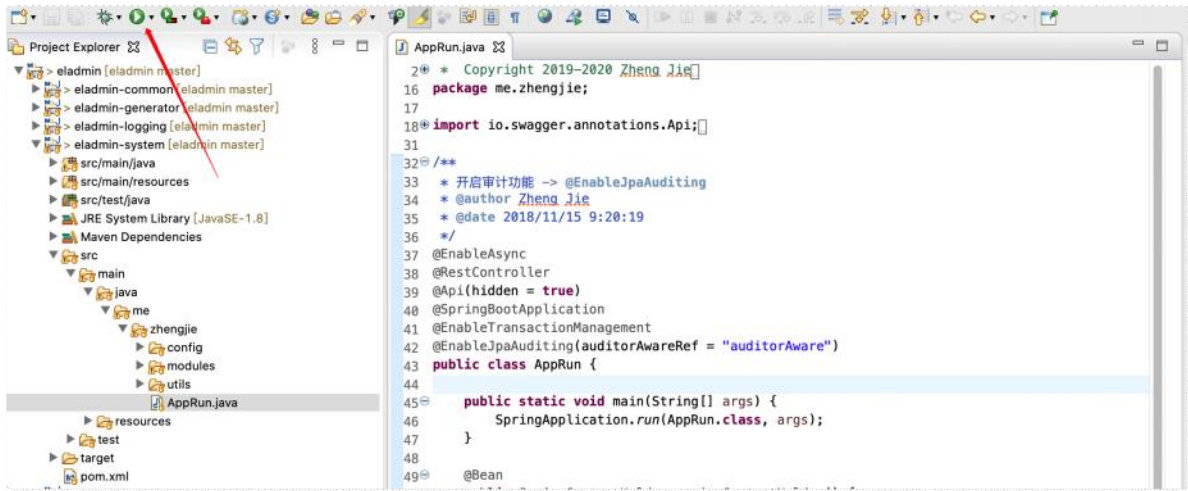 Project Explorer
> eladmin [eladmin master]
> eladmin-common [eladmin master]
> eladmin-generator [eladmin master]
> eladmin-logging [eladmin master]
> eladmin-system [eladmin master]
src/main/java
src/main/resources
src/test/java
JRE System Library [JavaSE-1.8]
Maven Dependencies
src
main
java
me
zhengjie
config
modules
utils
AppRun.java
resources
test
target
pom.xml
AppRun.java
2 * Copyright 2019-2020 Zheng Jie
16 package me.zhengjie;
17
18 import io.swagger.annotations.Api;
31
32 /**
33 * 开启审计功能 -> @EnableJpaAuditing
34 * @author Zheng Jie
35 * @date 2018/11/15 9:20:19
36 */
37 @EnableAsync
38 @RestController
39 @Api(hidden = true)
40 @SpringBootApplication
41 @EnableTransactionManagement
42 @EnableJpaAuditing(auditorAwareRef = "auditorAware")
43 public class AppRun {
44
45 public static void main(String[] args) {
46 SpringApplication.run(AppRun.class, args);
47 }
48
49 @Bean